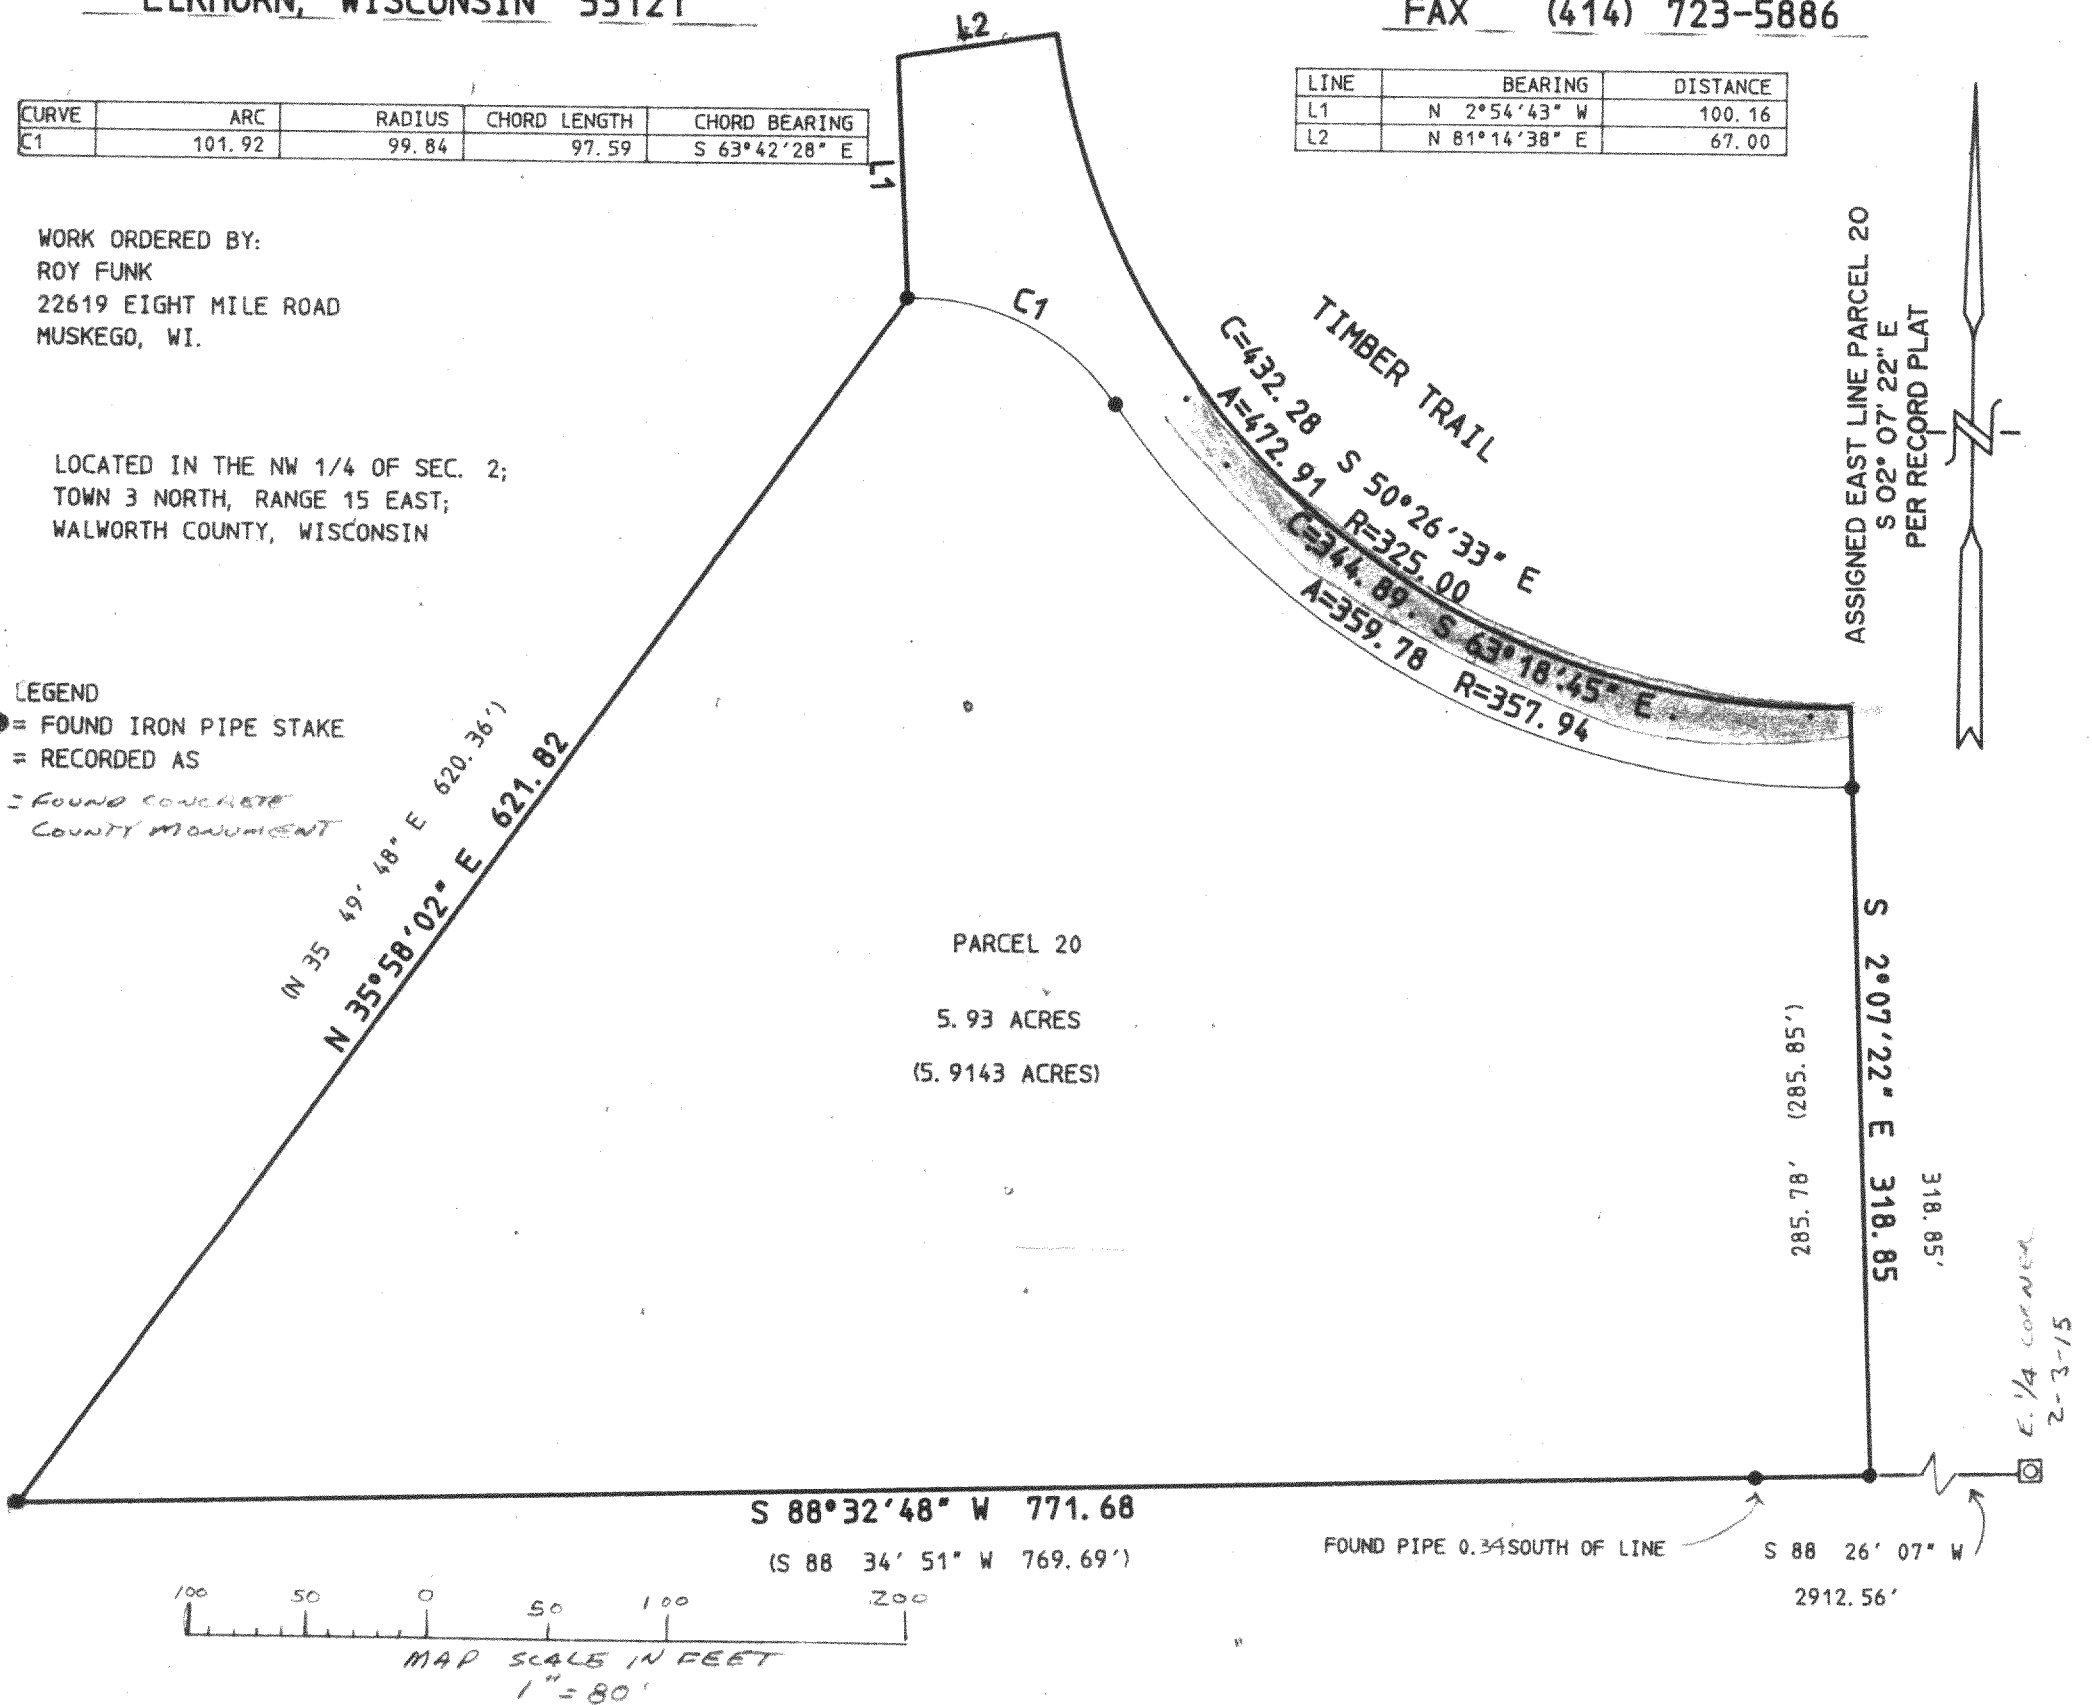 ELKHORN, WISCONSIN 53121
FAX (414) 723-5886
L2
CURVE ARC RADIUS CHORD LENGTH CHORD BEARING
C1 101.92 99.84 97.59 S 63°42'28" E
LINE BEARING DISTANCE
L1 N 2°54'43" W 100.16
L2 N 81°14'38" E 67.00
L1
WORK ORDERED BY:
ROY FUNK
22619 EIGHT MILE ROAD
MUSKEGO, WI.
C1
TIMBER TRAIL
C=432.28 S 50°26'33" E
A=472.91 R=325.00
C=344.89 S 63°18'45" E
A=359.78 R=357.94
ASSIGNED EAST LINE PARCEL 20
S 02° 07' 22" E
PER RECORD PLAT
LOCATED IN THE NW 1/4 OF SEC. 2;
TOWN 3 NORTH, RANGE 15 EAST;
WALWORTH COUNTY, WISCONSIN
LEGEND
= FOUND IRON PIPE STAKE
= RECORDED AS
= FOUND CONCRETE
COUNTY MONUMENT
(N 35 49' 48" E 620.36')
N 35°58'02" E 621.82
PARCEL 20
5.93 ACRES
(5.9143 ACRES)
285.78' (285.85')
S 2°07'22" E 318.85
318.85'
E. 1/4 CORNER
2-3-15
S 88°32'48" W 771.68
(S 88 34' 51" W 769.69')
FOUND PIPE 0.34 SOUTH OF LINE
S 88 26' 07" W
2912.56'
100 50 0 50 100 200
MAP SCALE IN FEET
1" = 80'